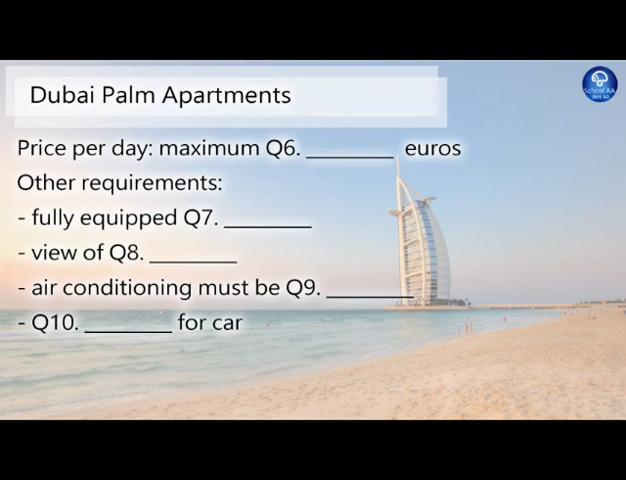 School AA
Dubai Palm Apartments
Price per day: maximum Q6. ________ euros
Other requirements:
- fully equipped Q7. ________
- view of Q8. ________
- air conditioning must be Q9. ________
- Q10. ________ for car